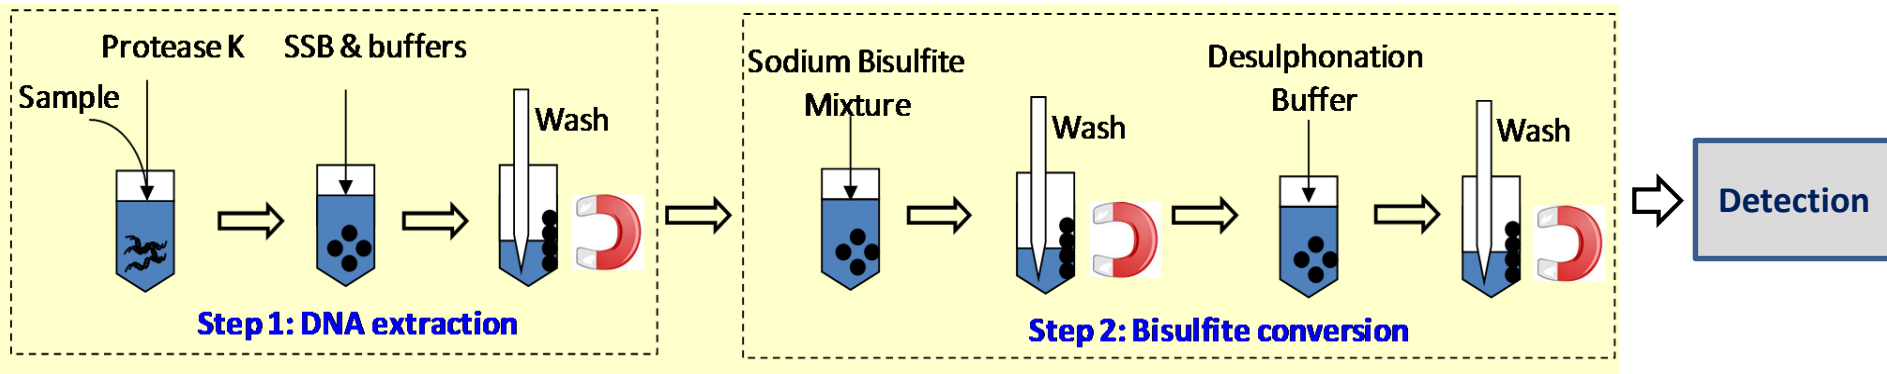 Protease K
SSB & buffers
Sample
Wash
Step 1: DNA extraction
Sodium Bisulfite
Mixture
Wash
Desulphonation
Buffer
Wash
Step 2: Bisulfite conversion
Detection